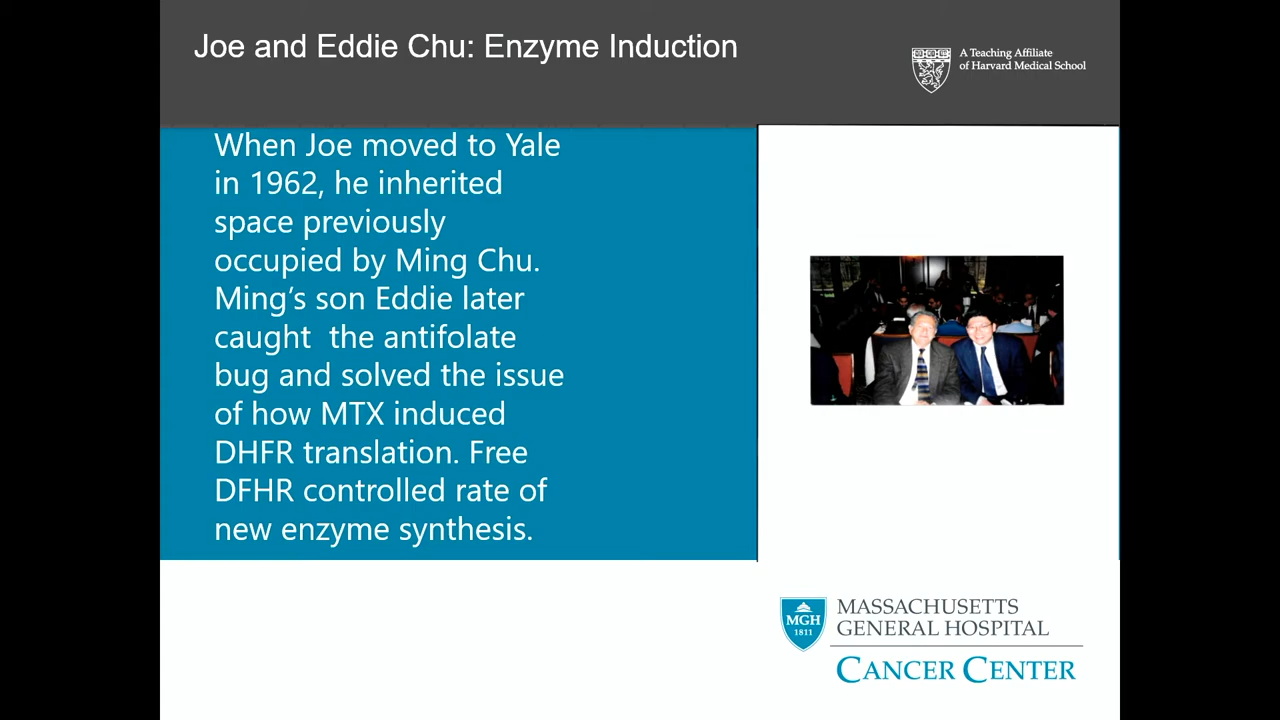 Joe and Eddie Chu: Enzyme Induction
A Teaching Affiliate
of Harvard Medical School
When Joe moved to Yale
in 1962, he inherited
space previously
occupied by Ming Chu.
Ming’s son Eddie later
caught  the antifolate
bug and solved the issue
of how MTX induced
DHFR translation. Free
DFHR controlled rate of
new enzyme synthesis.
MGH
1811
MASSACHUSETTS
GENERAL HOSPITAL
CANCER CENTER